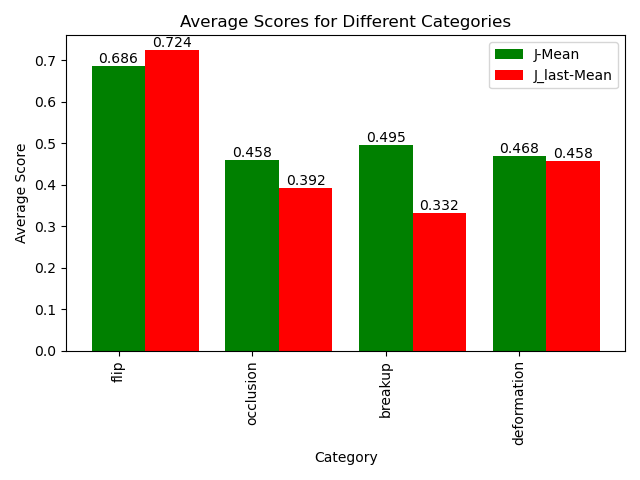 Average Scores for Different Categories
J-Mean
J_last-Mean
0.686
0.724
0.458
0.392
0.495
0.332
0.468
0.458
Average Score
0.7
0.6
0.5
0.4
0.3
0.2
0.1
0.0
flip
occlusion
breakup
deformation
Category